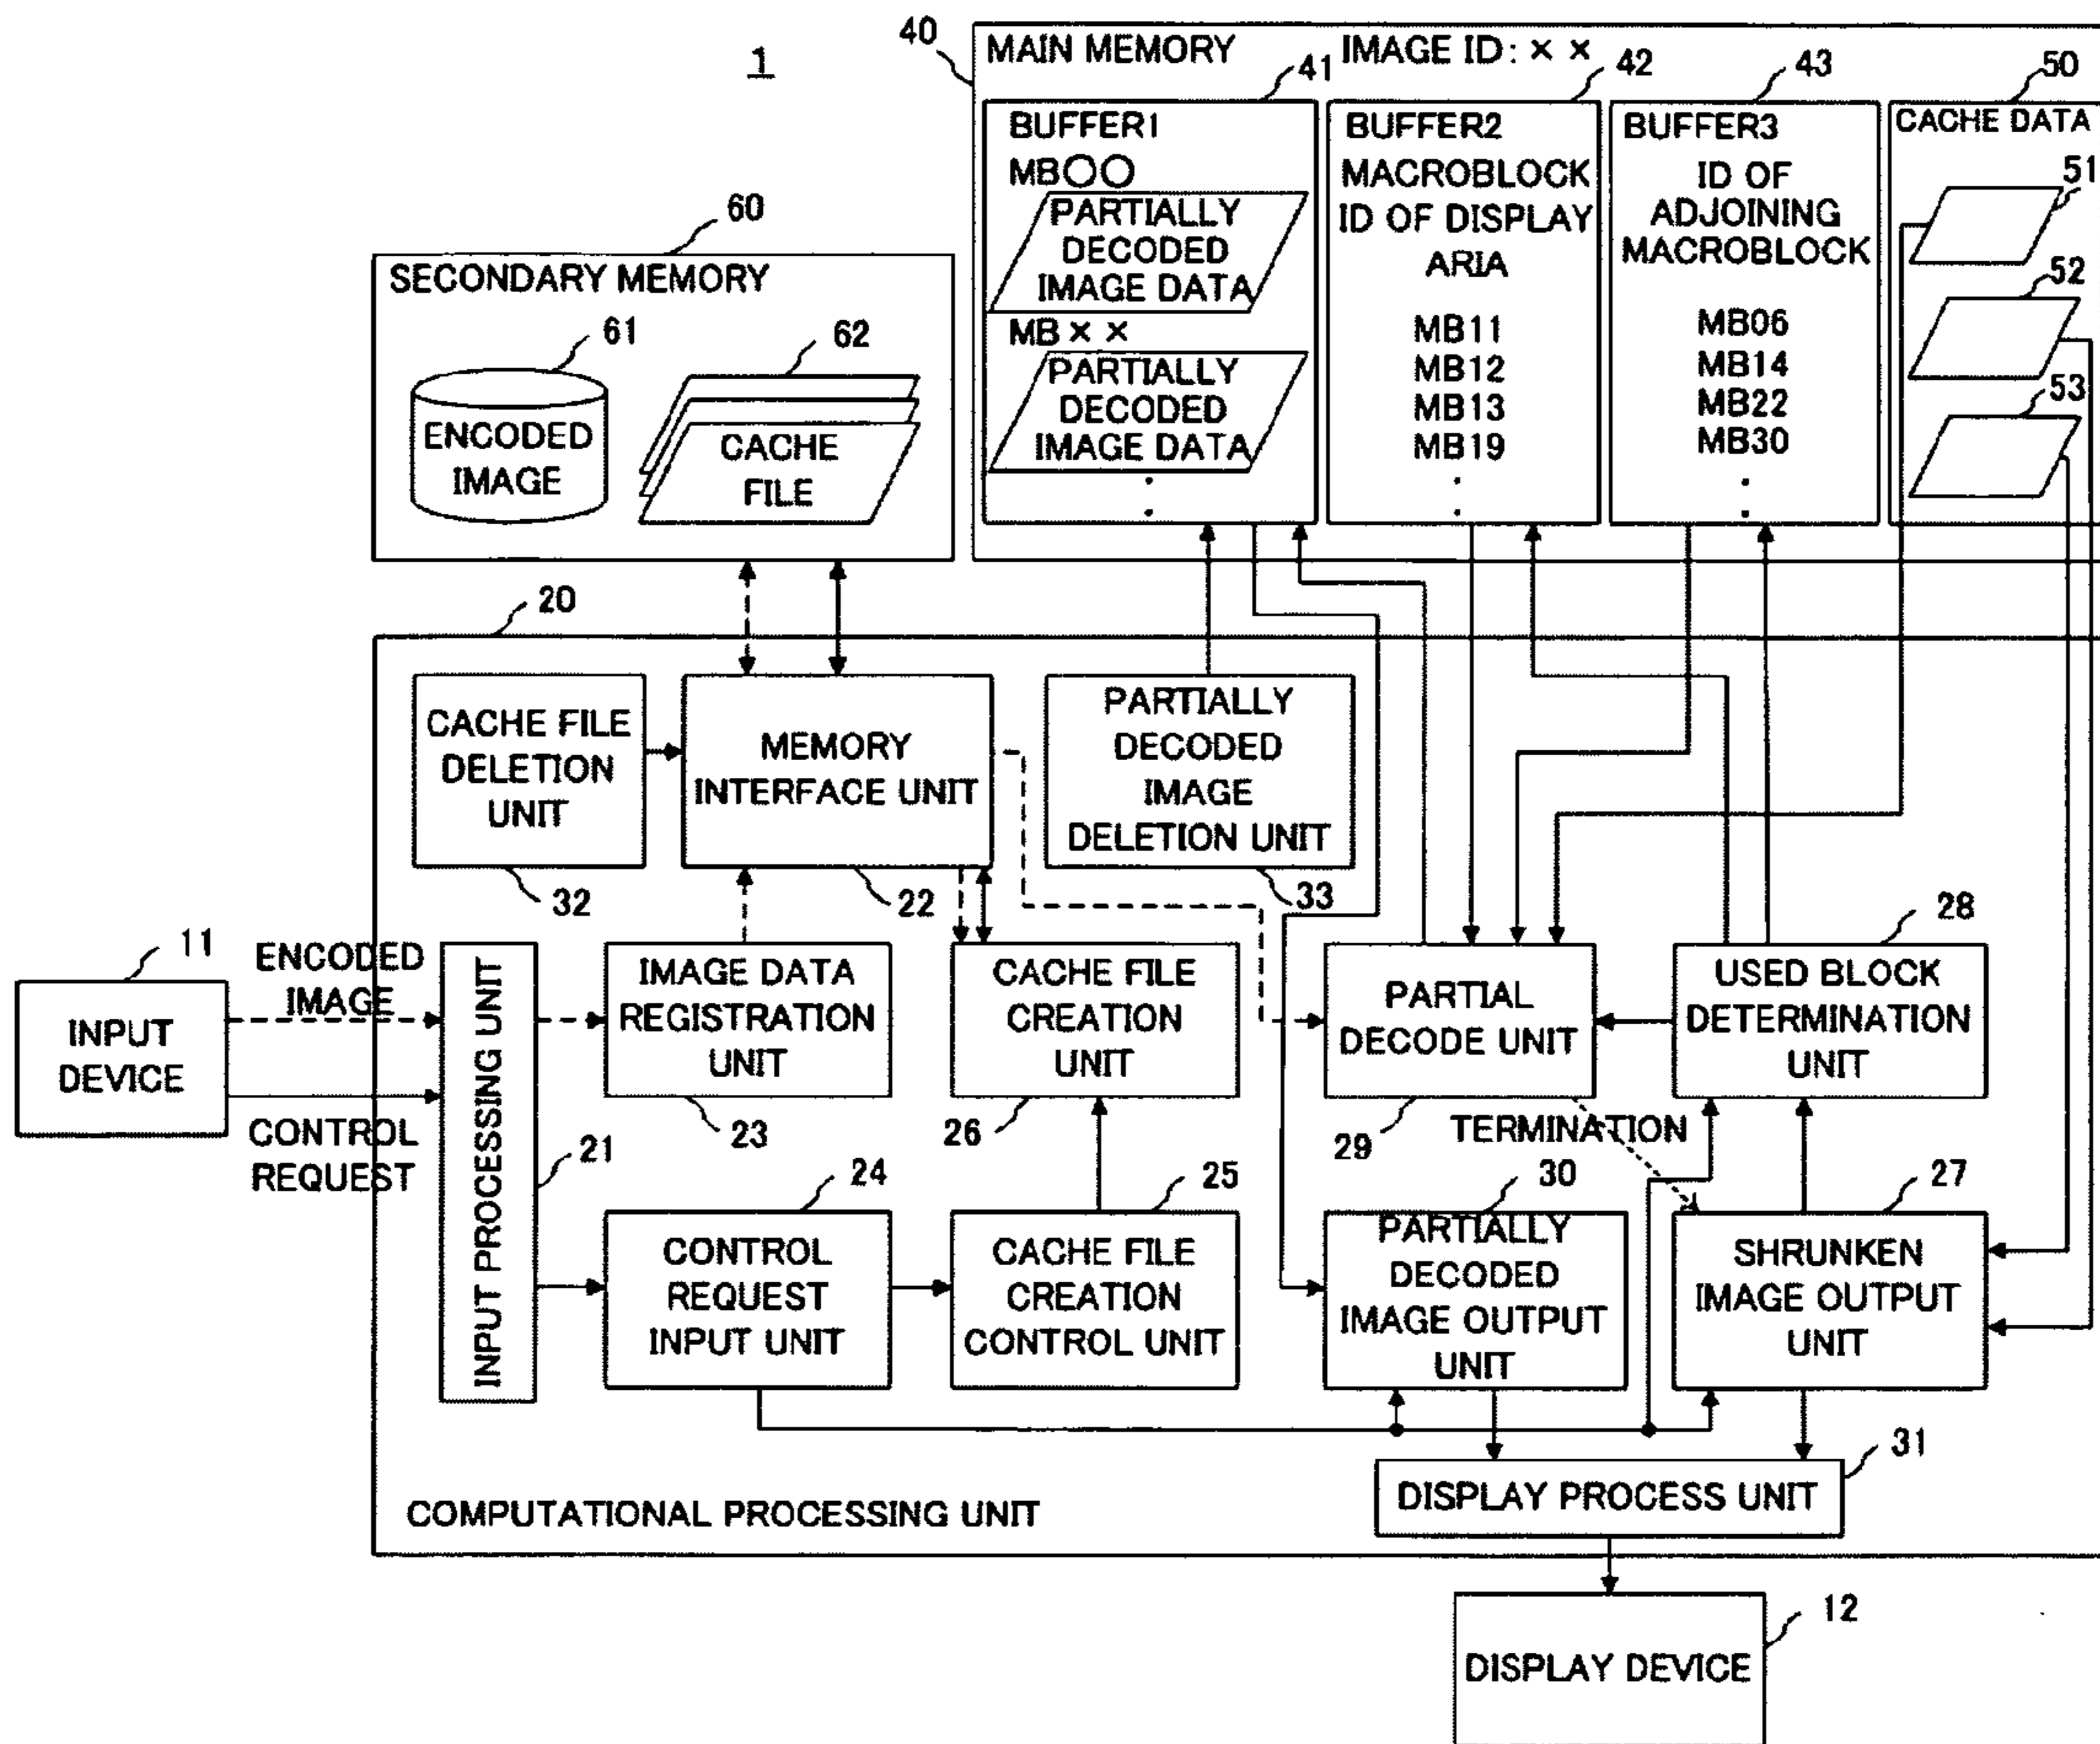 1
40
MAIN MEMORY
IMAGE ID: × ×
41
42
43
50
BUFFER1
MB○○
PARTIALLY
DECODED
IMAGE DATA
MB× ×
PARTIALLY
DECODED
IMAGE DATA
:
BUFFER2
MACROBLOCK
ID OF DISPLAY
ARIA
MB11
MB12
MB13
MB19
:
BUFFER3
ID OF
ADJOINING
MACROBLOCK
MB06
MB14
MB22
MB30
:
CACHE DATA
51
52
53
60
SECONDARY MEMORY
61
62
ENCODED
IMAGE
CACHE
FILE
20
CACHE FILE
DELETION
UNIT
32
MEMORY
INTERFACE UNIT
22
PARTIALLY
DECODED
IMAGE
DELETION UNIT
33
11
INPUT
DEVICE
ENCODED
IMAGE
CONTROL
REQUEST
INPUT PROCESSING UNIT
21
IMAGE DATA
REGISTRATION
UNIT
23
CACHE FILE
CREATION
UNIT
26
PARTIAL
DECODE UNIT
29
28
USED BLOCK
DETERMINATION
UNIT
TERMINATION
24
CONTROL
REQUEST
INPUT UNIT
25
CACHE FILE
CREATION
CONTROL UNIT
30
PARTIALLY
DECODED
IMAGE OUTPUT
UNIT
27
SHRUNKEN
IMAGE OUTPUT
UNIT
31
DISPLAY PROCESS UNIT
COMPUTATIONAL PROCESSING UNIT
12
DISPLAY DEVICE